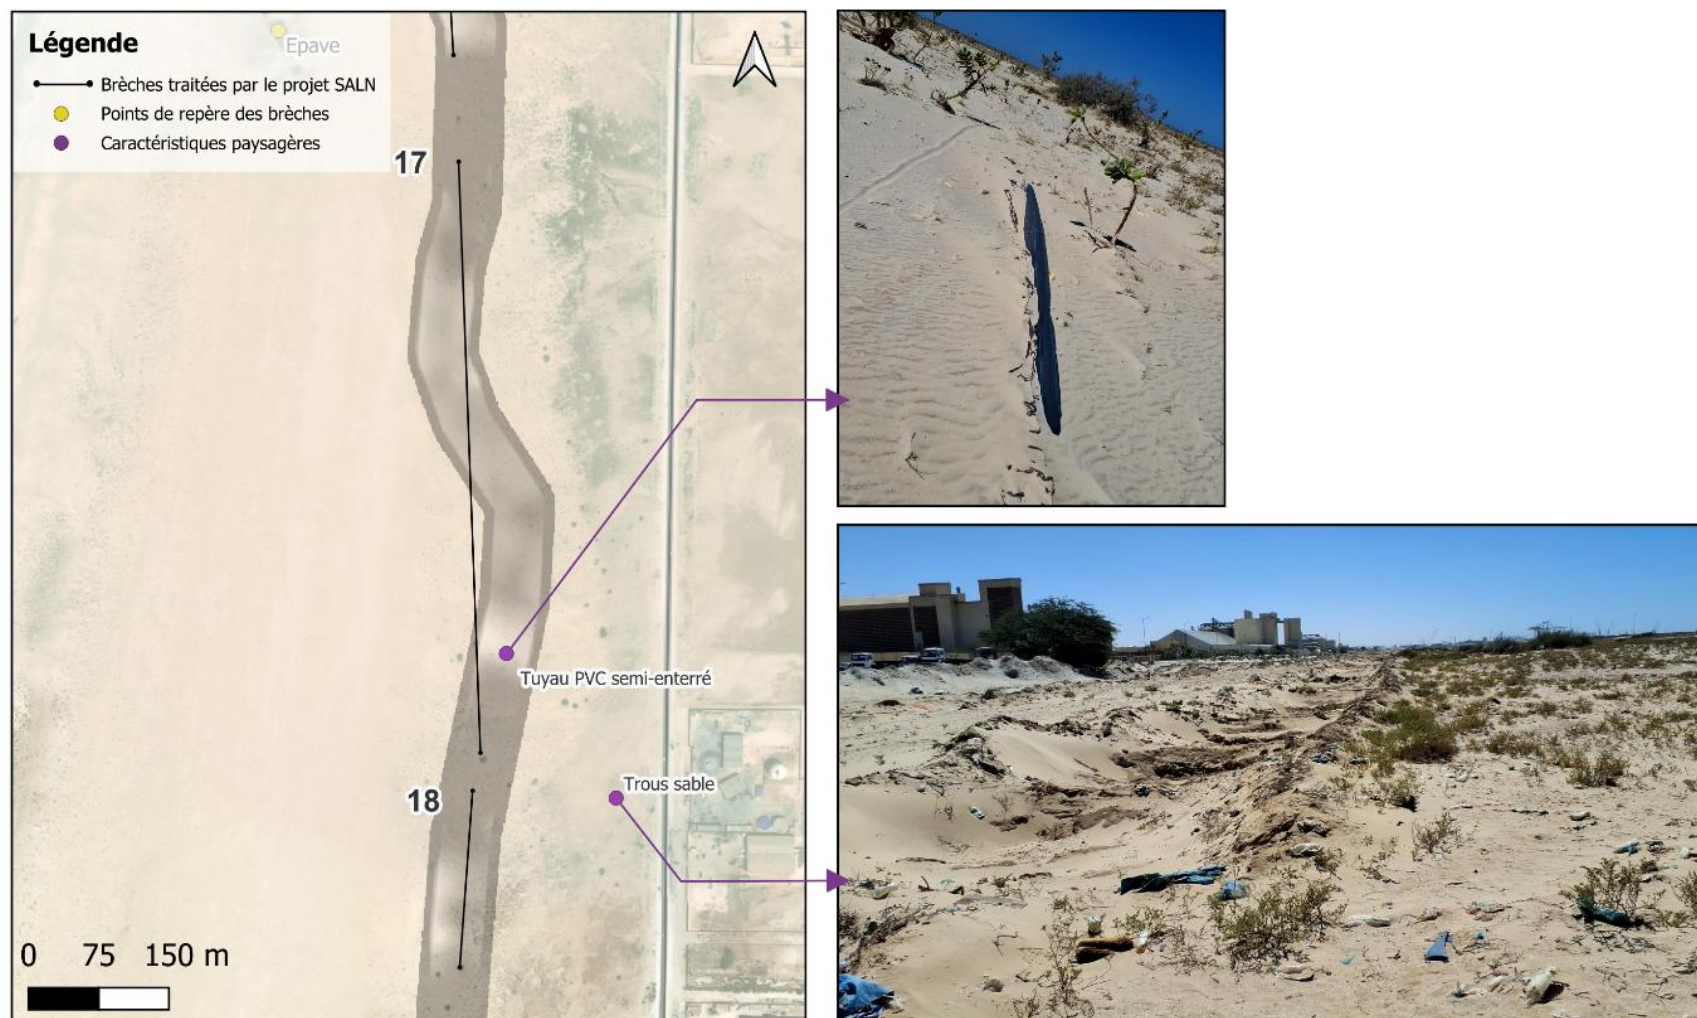 Légende
Brèches traitées par le projet SALN
Points de repère des brèches
Caractéristiques paysagères
Epave
17
Tuyau PVC semi-enterré
Trous sable
18
0 75 150 m